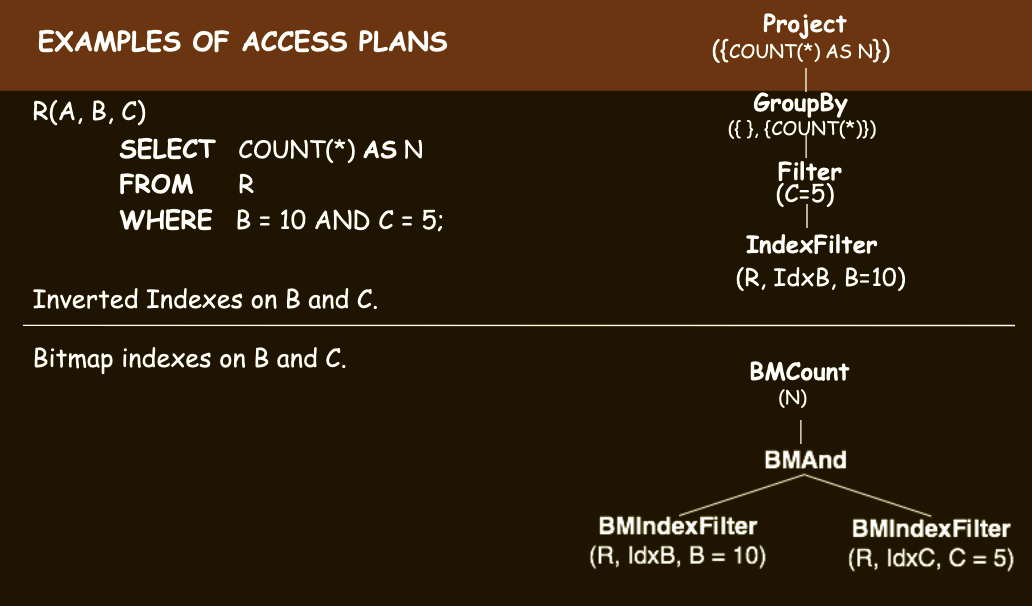 EXAMPLES OF ACCESS PLANS
R(A, B, C)
SELECT COUNT(*) AS N
FROM R
WHERE B = 10 AND C = 5;
Inverted Indexes on B and C.
Project
({COUNT(*) AS N})
GroupBy
({ }, {COUNT(*)})
Filter
(C=5)
IndexFilter
(R, IdxB, B=10)
Bitmap indexes on B and C.
BMCount
(N)
BMAnd
BMIndexFilter
(R, IdxB, B = 10)
BMIndexFilter
(R, IdxC, C = 5)